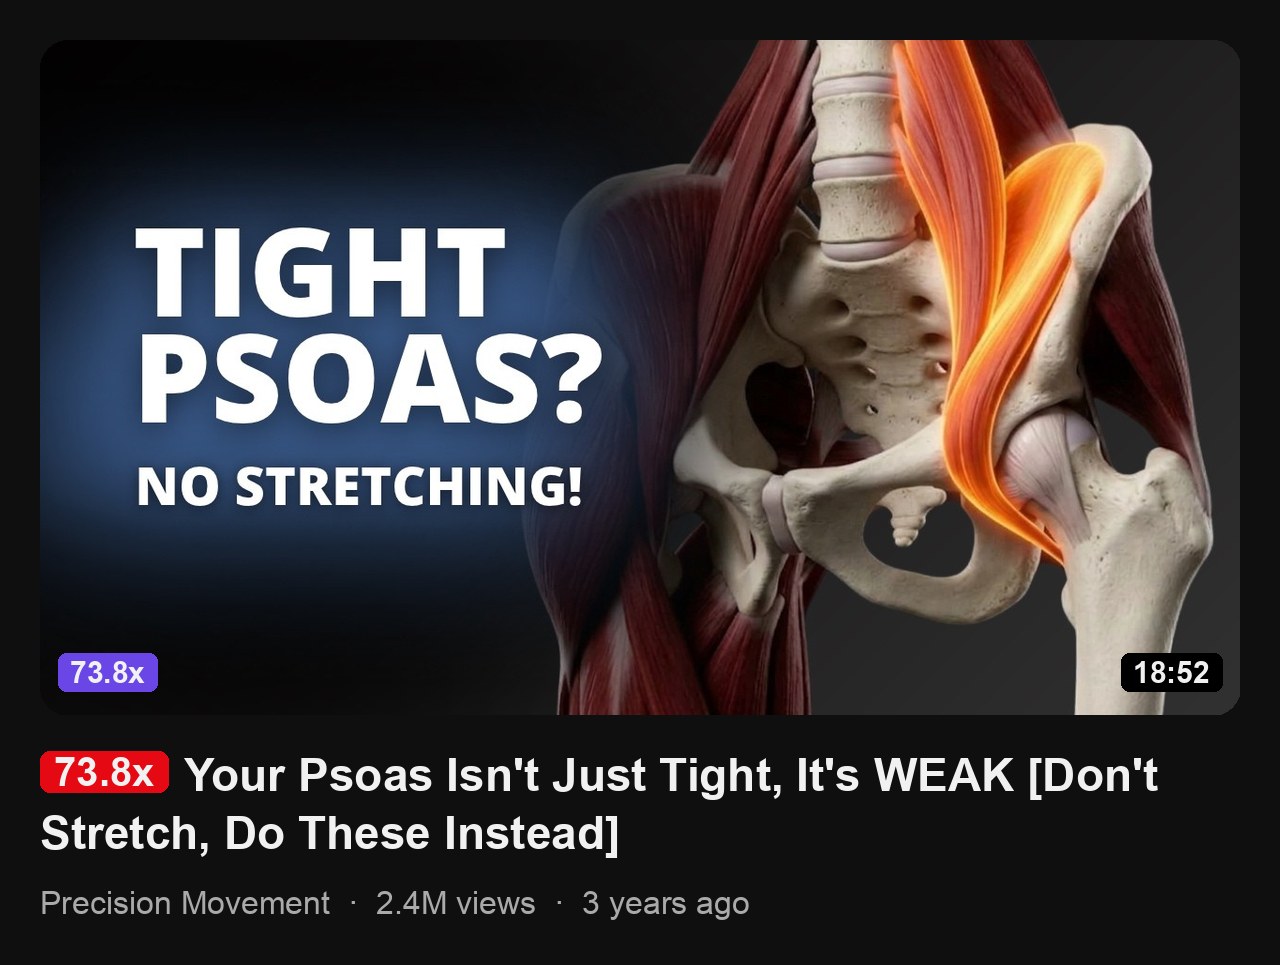 TIGHT
PSOAS?
NO STRETCHING!
73.8x
18:52
73.8x Your Psoas Isn't Just Tight, It's WEAK [Don't
Stretch, Do These Instead]
Precision Movement · 2.4M views · 3 years ago